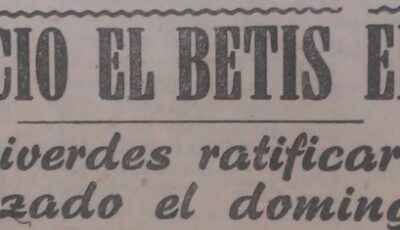 CIO EL BETIS E
iverdes ratificar
zado el doming